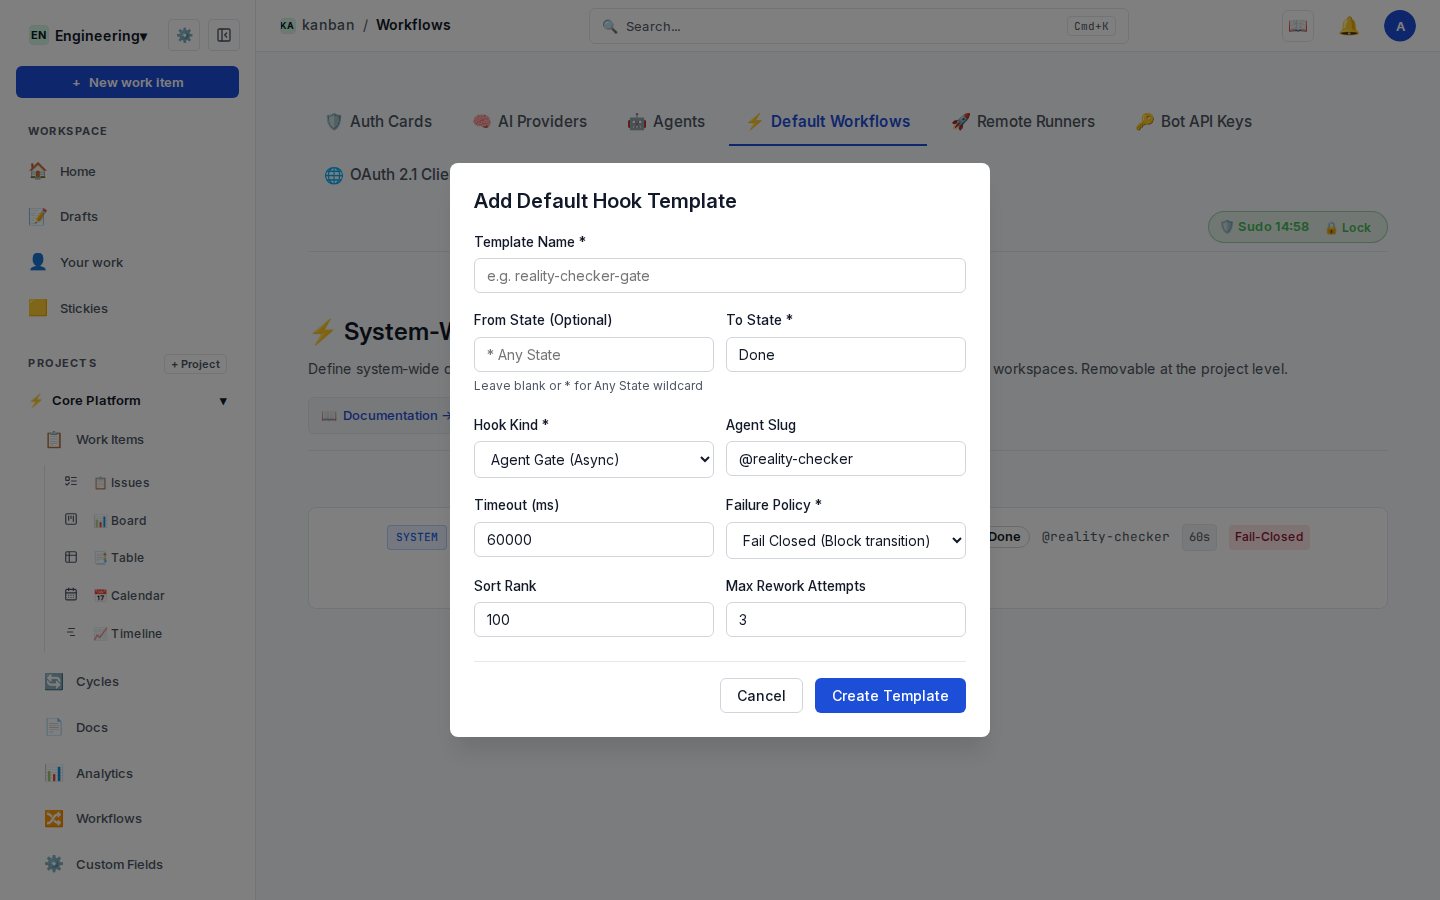 EN Engineering▾
+ New work item
WORKSPACE
Home
Drafts
Your work
Stickies
PROJECTS
+ Project
Core Platform ▾
Work Items
Issues
Board
Table
Calendar
Timeline
Cycles
Docs
Analytics
Workflows
Custom Fields
KA kanban / Workflows
Search...
Cmd+K
A
Auth Cards
AI Providers
Agents
Default Workflows
Remote Runners
Bot API Keys
OAuth 2.1 Clie
Sudo 14:58
Lock
System-W
Define system-wide
workspaces. Removable at the project level.
Documentation →
SYSTEM
Done
@reality-checker
60s
Fail-Closed
Add Default Hook Template
Template Name *
e.g. reality-checker-gate
From State (Optional)
To State *
* Any State
Done
Leave blank or * for Any State wildcard
Hook Kind *
Agent Slug
Agent Gate (Async)
@reality-checker
Timeout (ms)
Failure Policy *
60000
Fail Closed (Block transition)
Sort Rank
Max Rework Attempts
100
3
Cancel
Create Template